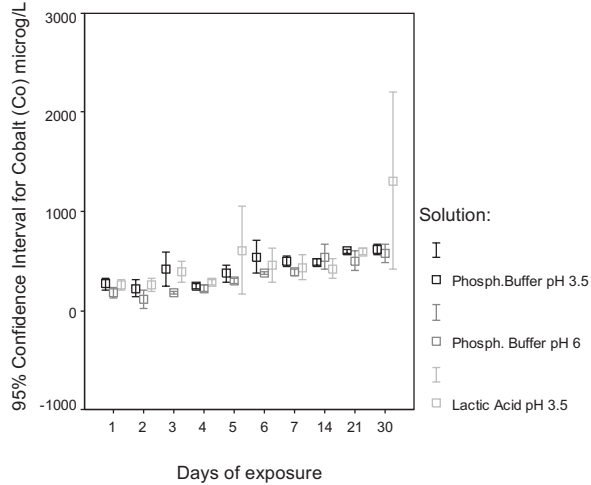 95% Confidence Interval for Cobalt (Co) microg/L
3000
2000
1000
0
-1000
1 2 3 4 5 6 7 14 21 30
Days of exposure
Solution:
Phosph.Buffer pH 3.5
Phosph. Buffer pH 6
Lactic Acid pH 3.5